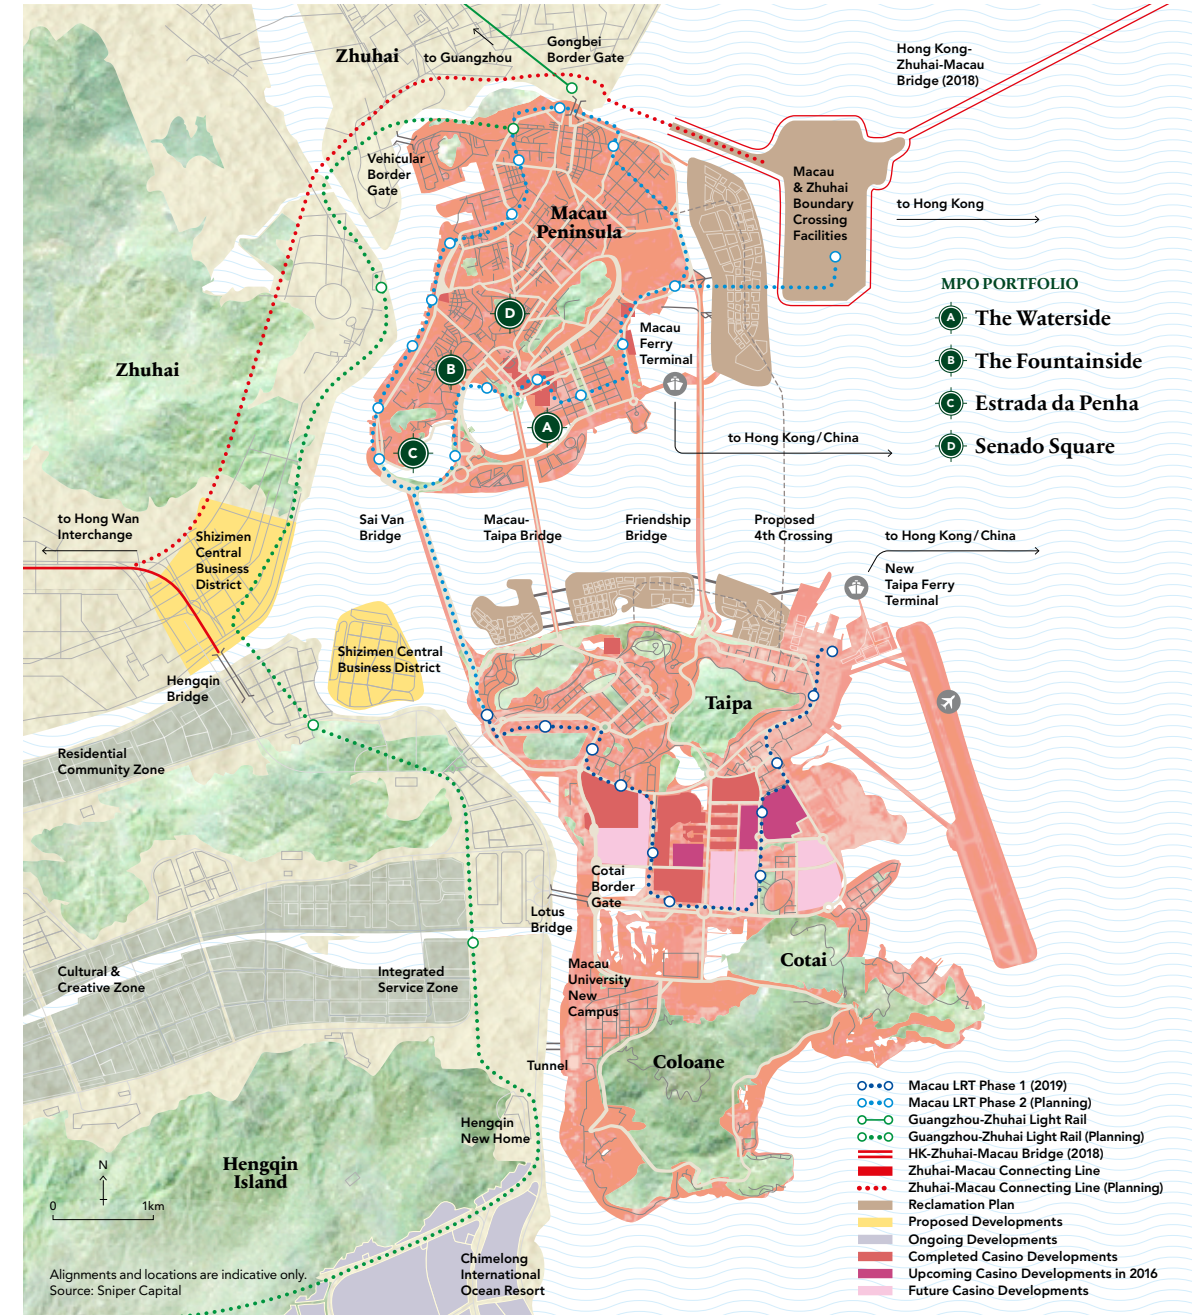 Zhuhai
to Guangzhou
Gongbei
Border Gate
Hong Kong-
Zhuhai-Macau
Bridge (2018)
Vehicular
Border
Gate
Macau
Peninsula
Macau
& Zhuhai
Boundary
Crossing
Facilities
to Hong Kong
MPO PORTFOLIO
A The Waterside
B The Fountainside
C Estrada da Penha
D Senado Square
D
B
A
C
Macau
Ferry
Terminal
Zhuhai
to Hong Kong/China
to Hong Wan
Interchange
Shizimen
Central
Business
District
Sai Van
Bridge
Macau-
Taipa Bridge
Friendship
Bridge
Proposed
4th Crossing
to Hong Kong/China
New
Taipa Ferry
Terminal
Shizimen Central
Business District
Hengqin
Bridge
Taipa
Residential
Community Zone
Cotai
Border
Gate
Lotus
Bridge
Cultural &
Creative Zone
Integrated
Service Zone
Macau
University
New
Campus
Cotai
Tunnel
Coloane
Hengqin
New Home
Hengqin
Island
N
0 1km
Chimelong
International
Ocean Resort
Alignments and locations are indicative only.
Source: Sniper Capital
Macau LRT Phase 1 (2019)
Macau LRT Phase 2 (Planning)
Guangzhou-Zhuhai Light Rail
Guangzhou-Zhuhai Light Rail (Planning)
HK-Zhuhai-Macau Bridge (2018)
Zhuhai-Macau Connecting Line
Zhuhai-Macau Connecting Line (Planning)
Reclamation Plan
Proposed Developments
Ongoing Developments
Completed Casino Developments
Upcoming Casino Developments in 2016
Future Casino Developments